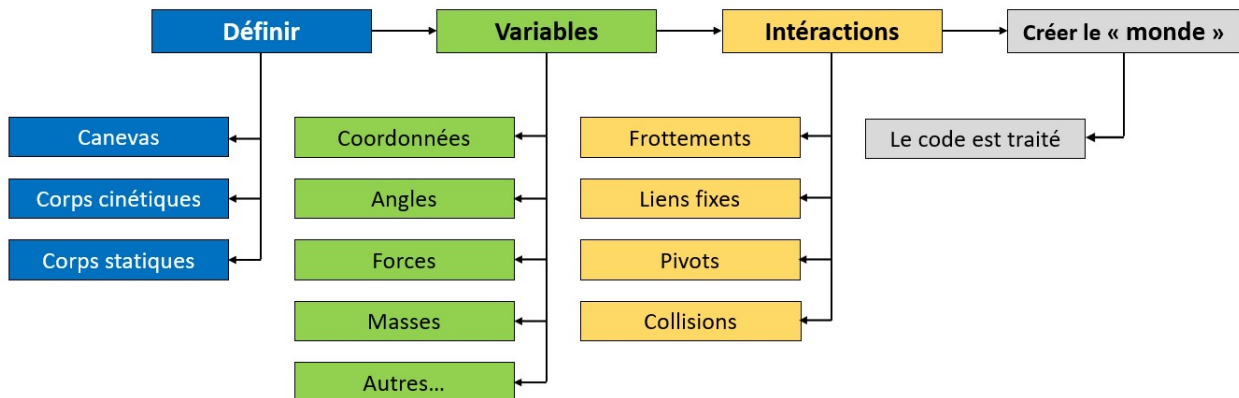 Définir
Variables
Intéractions
Créer le « monde »
Canevas
Corps cinétiques
Corps statiques
Coordonnées
Angles
Forces
Masses
Autres...
Frottements
Liens fixes
Pivots
Collisions
Le code est traité